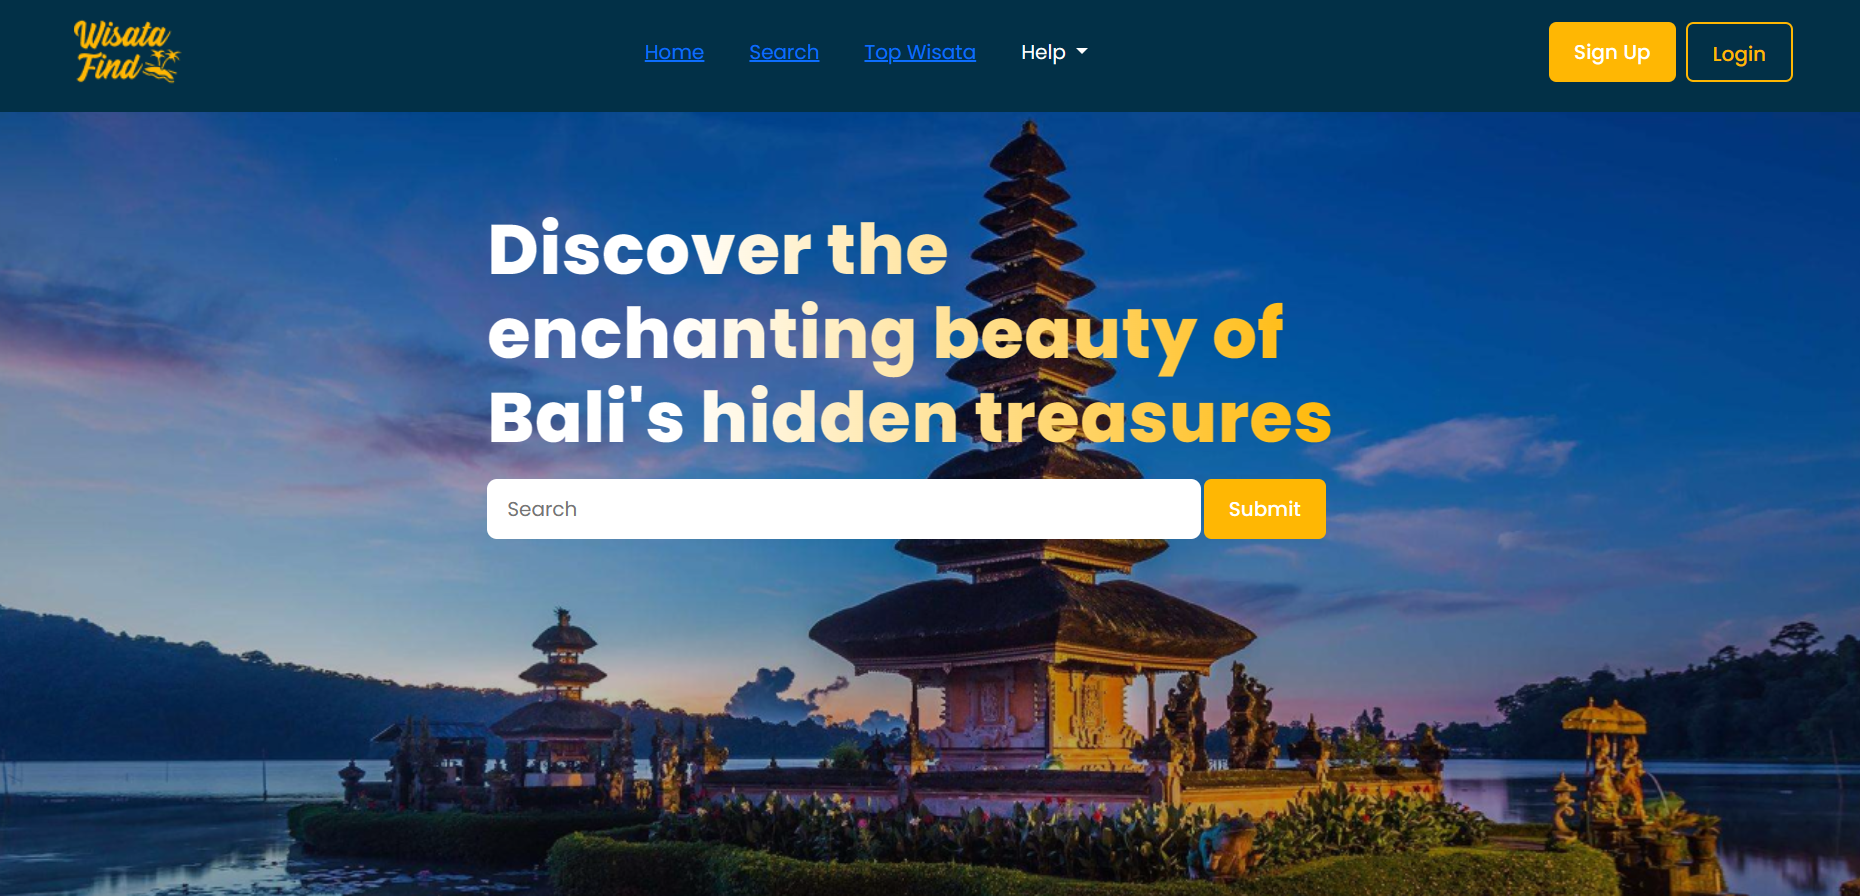 Wisata
Find
Home
Search
Top Wisata
Help
Sign Up
Login
Discover the
enchanting beauty of
Bali's hidden treasures
Search
Submit